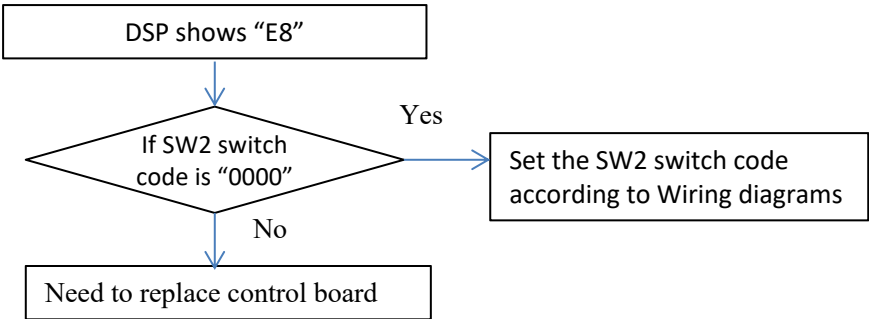 DSP shows “E8”
If SW2 switch
code is “0000”
Yes
Set the SW2 switch code
according to Wiring diagrams
No
Need to replace control board